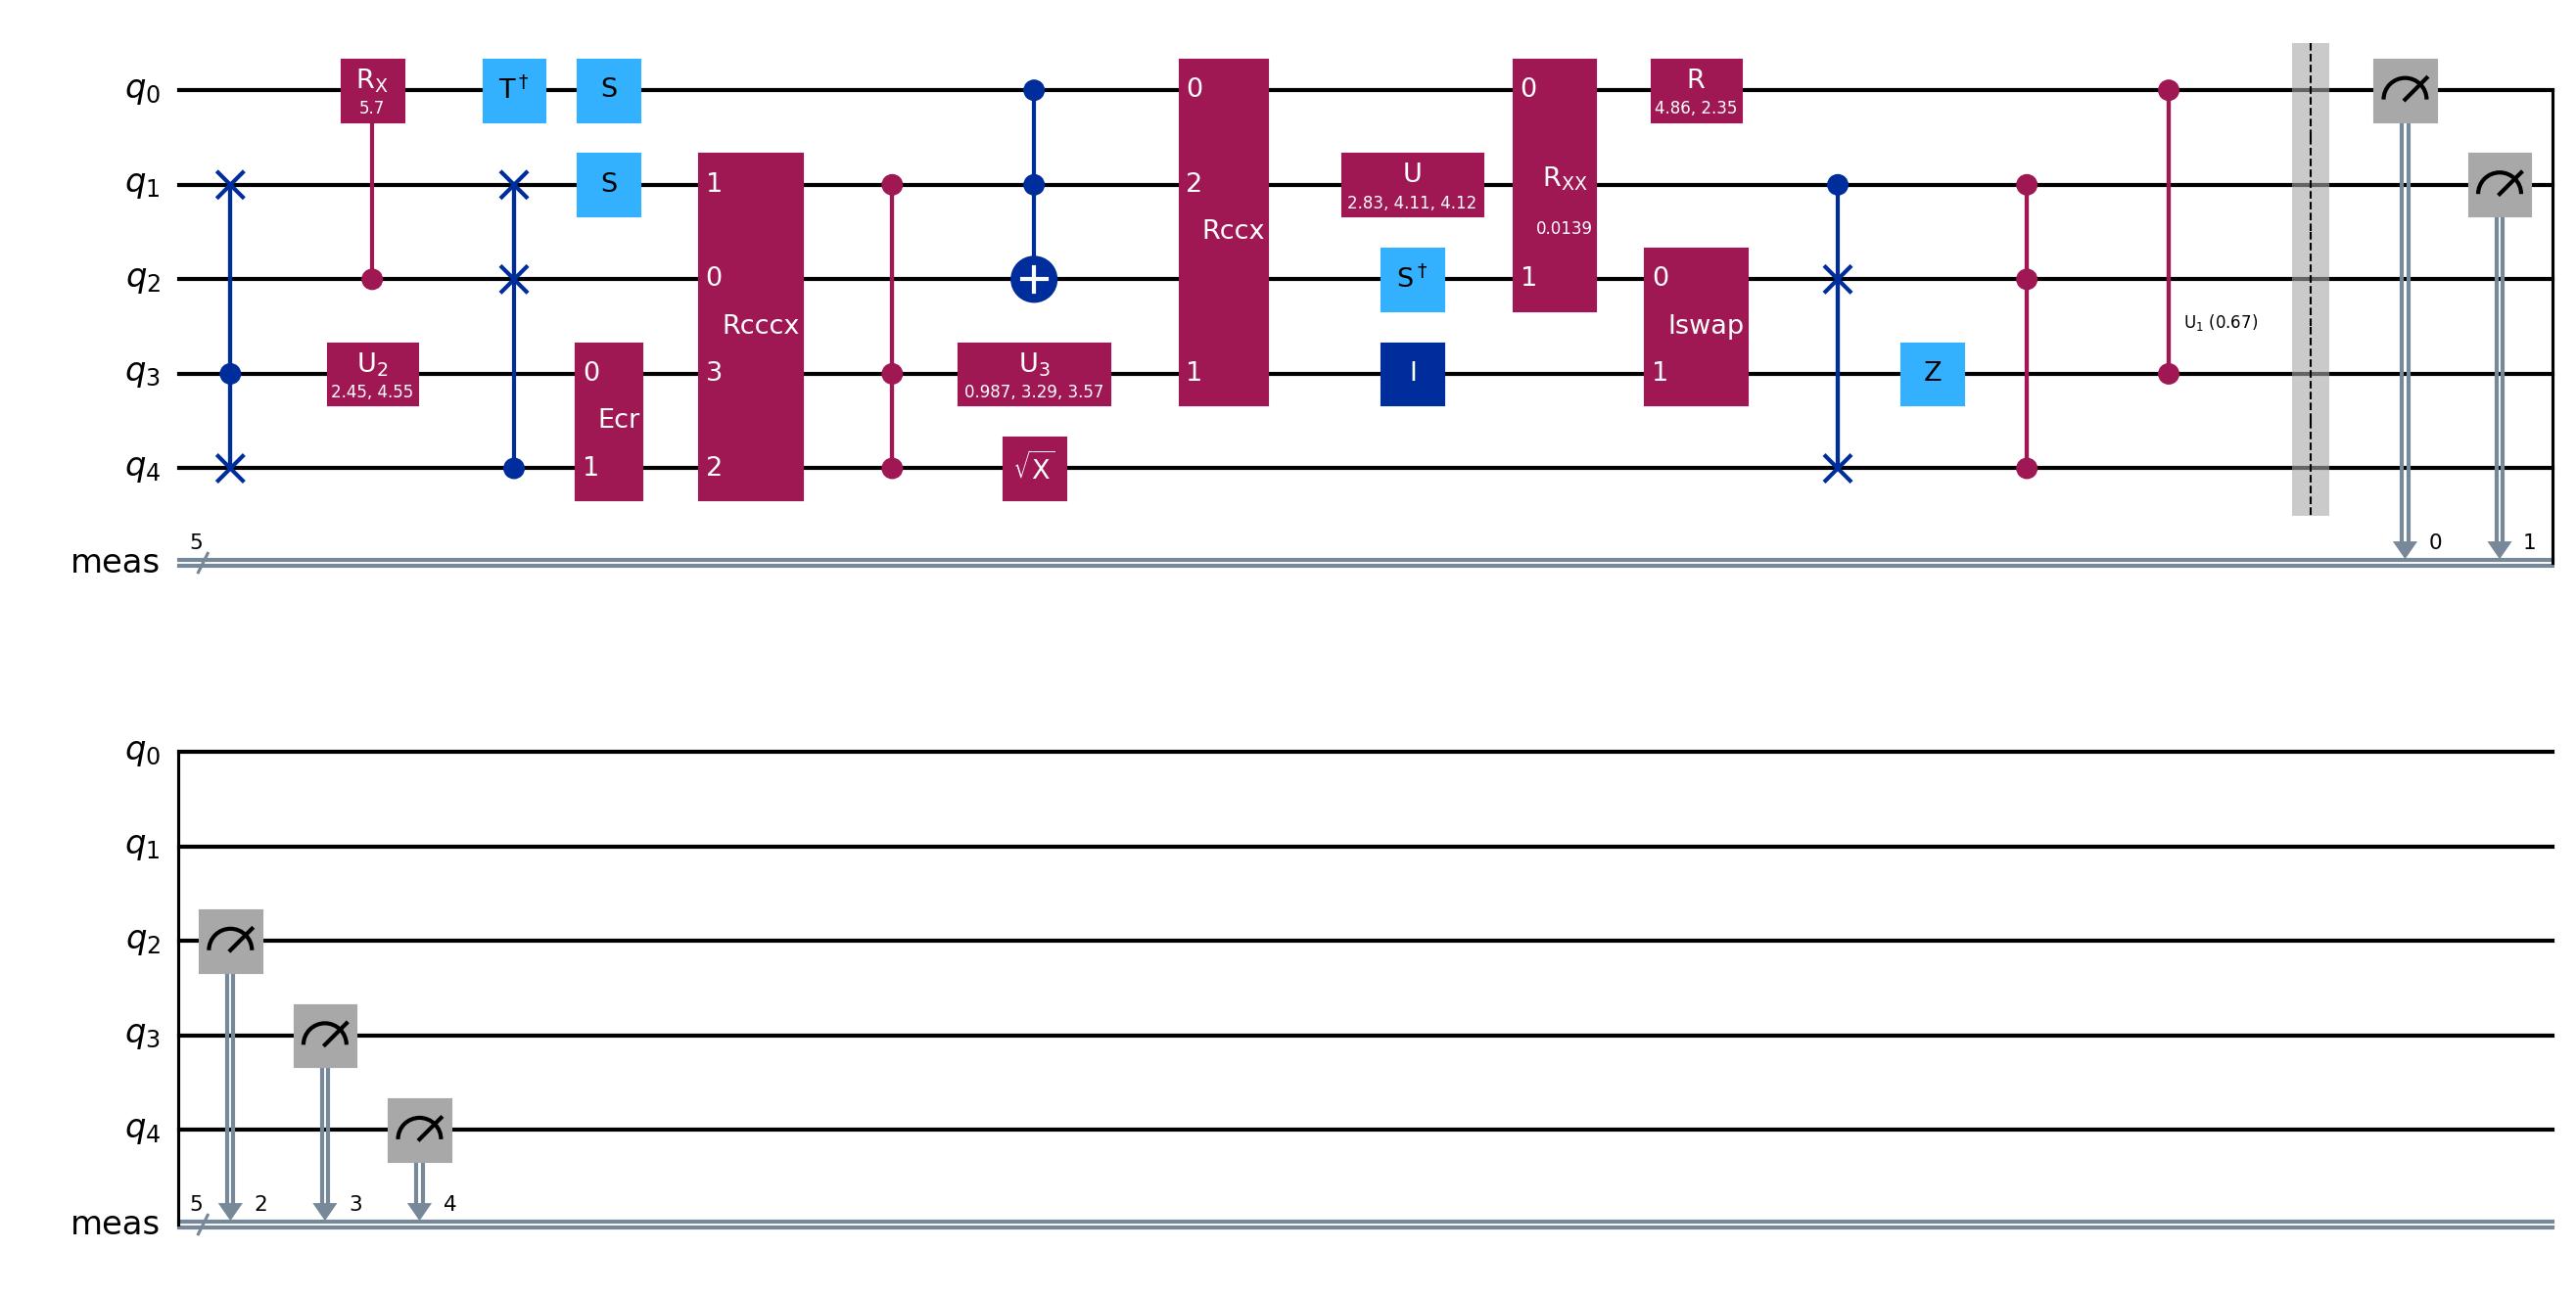 q0 RX 5.7 T† S 0 0 R 4.86, 2.35
q1 S 1 2 U 2.83, 4.11, 4.12 RXX
Rccx 0.0139
q2 0 S† 1 0
Rcccx Iswap U1 (0.67)
q3 U2 2.45, 4.55 0 3 U3 0.987, 3.29, 3.57 1 I 1 Z
Ecr
q4 1 2 √X
meas 5 0 1
q0
q1
q2
q3
q4
meas 5 2 3 4